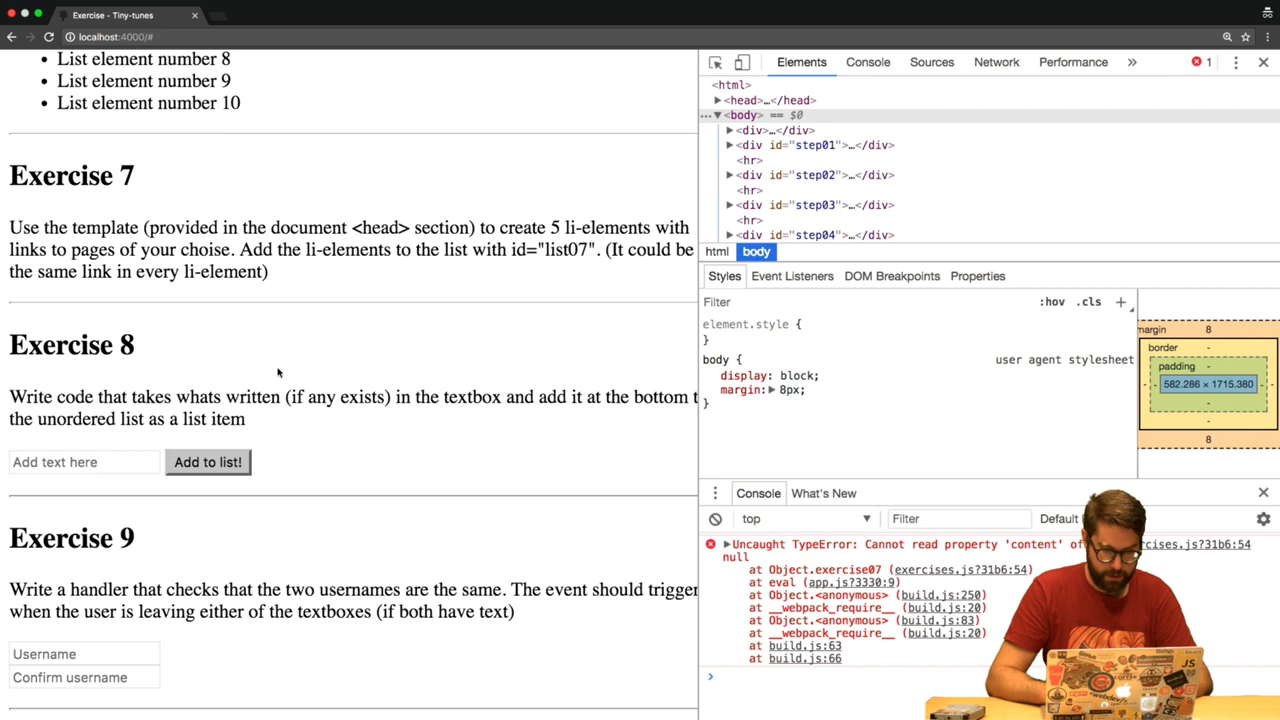 Exercise - Tiny-tunes
localhost:4000/#
List element number 8
List element number 9
List element number 10
Exercise 7
Use the template (provided in the document <head> section) to create 5 li-elements with
links to pages of your choise. Add the li-elements to the list with id="list07". (It could be
the same link in every li-element)
Exercise 8
Write code that takes whats written (if any exists) in the textbox and add it at the bottom t
the unordered list as a list item
Add text here
Add to list!
Exercise 9
Write a handler that checks that the two usernames are the same. The event should trigger
when the user is leaving either of the textboxes (if both have text)
Username
Confirm username
Elements Console Sources Network Performance » 1
<html>
<head>…</head>
<body> == $0
<div>…</div>
<div id="step01">…</div>
<hr>
<div id="step02">…</div>
<hr>
<div id="step03">…</div>
<hr>
<div id="step04">…</div>
html body
Styles Event Listeners DOM Breakpoints Properties
Filter :hov .cls +
element.style {
}
body { user agent stylesheet
display: block;
margin: 8px;
}
margin 8
border -
padding -
- - 582.286 × 1715.380 - -
-
-
8
Console What's New
top Filter Default
Uncaught TypeError: Cannot read property 'content' of ercises.js?31b6:54
null
at Object.exercise07 (exercises.js?31b6:54)
at eval (app.js?3330:9)
at Object.<anonymous> (build.js:250)
at __webpack_require__ (build.js:20)
at Object.<anonymous> (build.js:83)
at __webpack_require__ (build.js:20)
at build.js:63
at build.js:66
JS